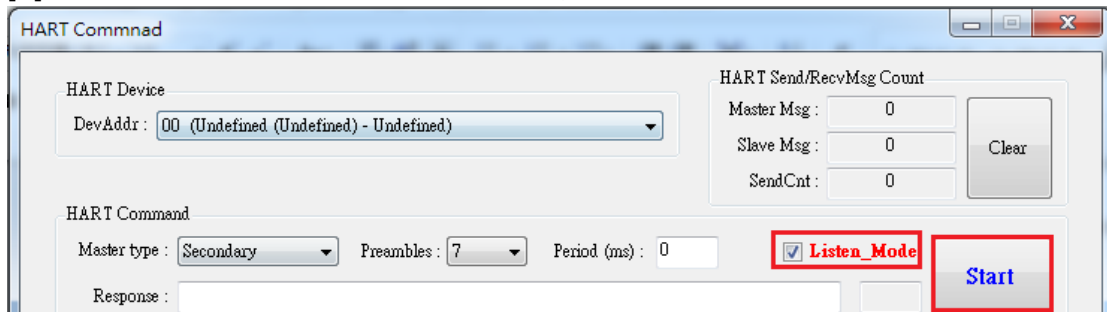 HART Commnad
HART Device
DevAddr : 00 (Undefined (Undefined) - Undefined)
HART Send/RecvMsg Count
Master Msg : 0
Slave Msg : 0
SendCnt : 0
Clear
HART Command
Master type : Secondary Preambles : 7 Period (ms) : 0 Listen_Mode
Start
Response :